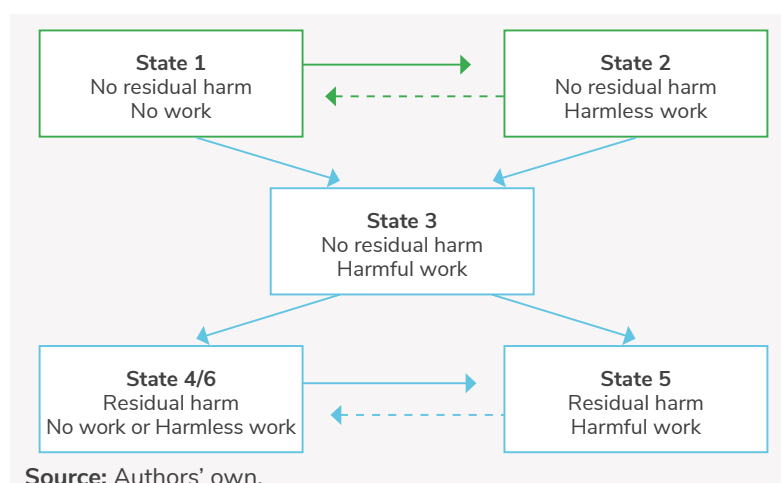 State 1
No residual harm
No work
State 2
No residual harm
Harmless work
State 3
No residual harm
Harmful work
State 4/6
Residual harm
No work or Harmless work
State 5
Residual harm
Harmful work
Source: Authors’ own.